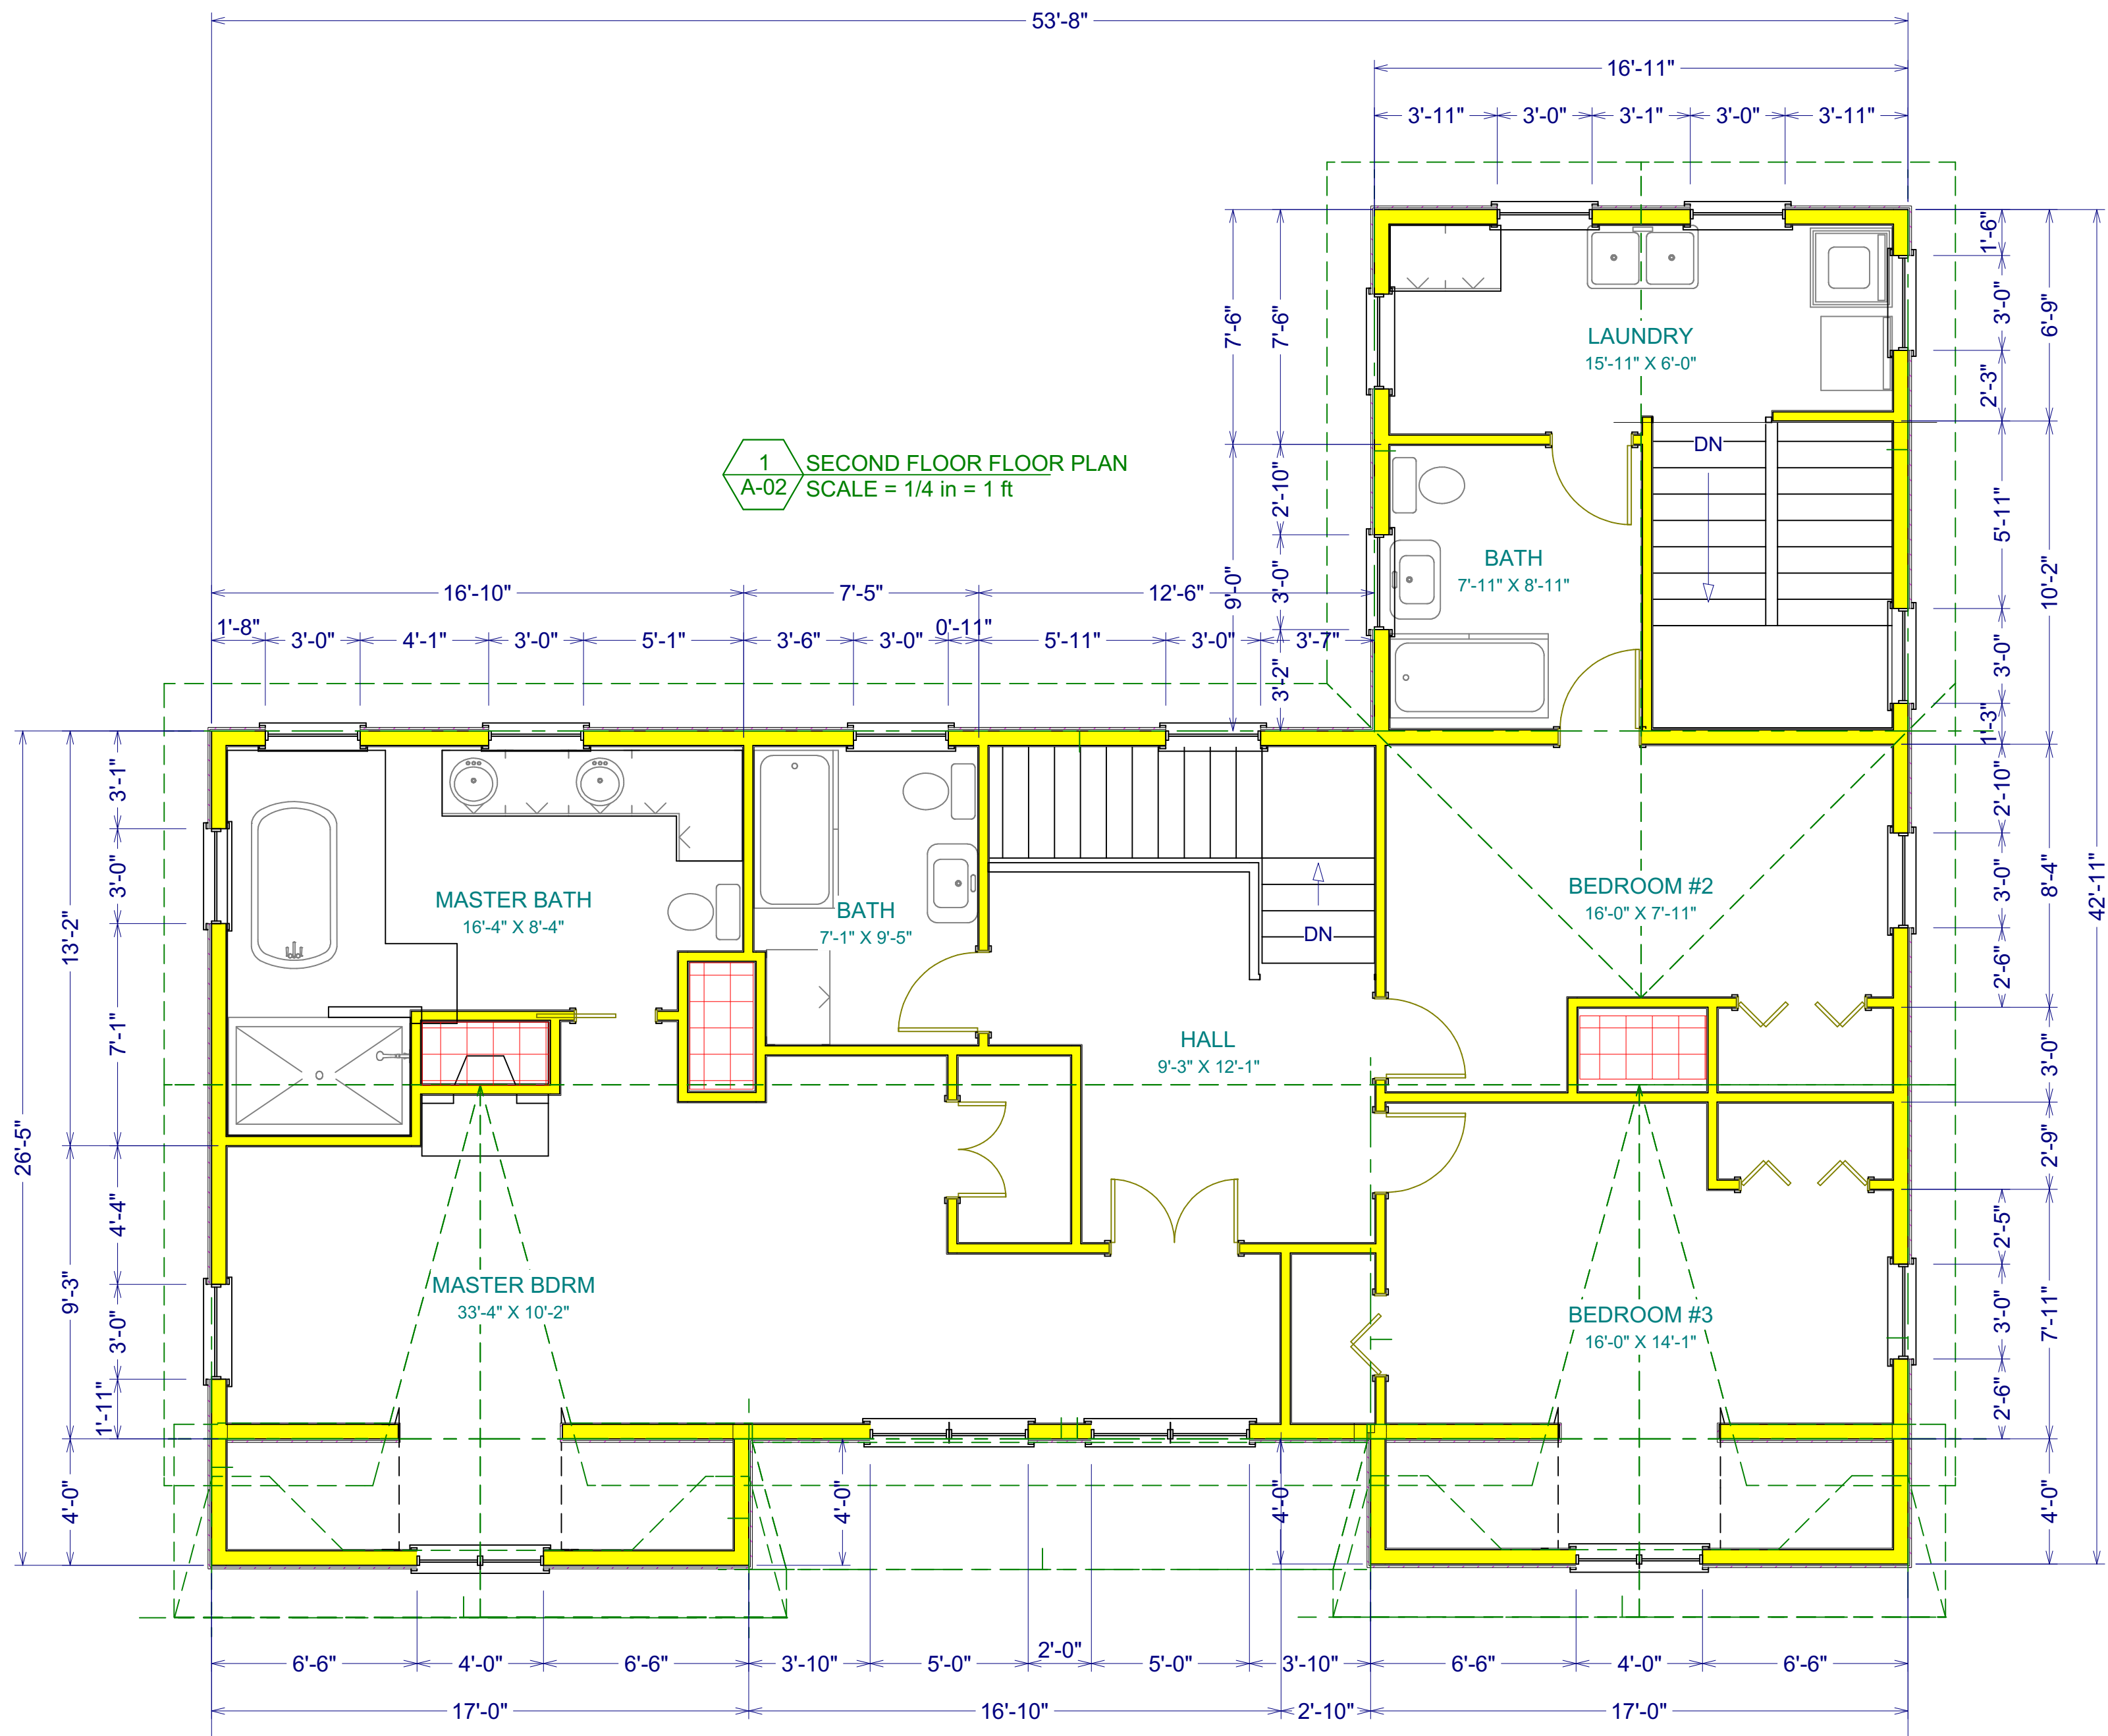 53'-8"
16'-11"
3'-11" 3'-0" 3'-1" 3'-0" 3'-11"
7'-6" 7'-6"
1'-6"
3'-0"
2'-3"
6'-9"
LAUNDRY
15'-11" X 6'-0"
1
A-02
SECOND FLOOR FLOOR PLAN
SCALE = 1/4 in = 1 ft
DN
2'-10"
3'-0"
3'-2"
9'-0"
BATH
7'-11" X 8'-11"
5'-11"
3'-0"
1'-3"
10'-2"
42'-11"
16'-10" 7'-5" 12'-6"
1'-8" 3'-0" 4'-1" 3'-0" 5'-1" 3'-6" 3'-0" 0'-11" 5'-11" 3'-0" 3'-7"
26'-5"
13'-2"
9'-3"
4'-0"
3'-1"
3'-0"
7'-1"
4'-4"
3'-0"
1'-11"
MASTER BATH
16'-4" X 8'-4"
BATH
7'-1" X 9'-5"
DN
HALL
9'-3" X 12'-1"
BEDROOM #2
16'-0" X 7'-11"
2'-10"
3'-0"
2'-6"
8'-4"
3'-0"
2'-9"
MASTER BDRM
33'-4" X 10'-2"
BEDROOM #3
16'-0" X 14'-1"
2'-5"
3'-0"
2'-6"
7'-11"
4'-0"
4'-0"
4'-0"
6'-6" 4'-0" 6'-6" 3'-10" 5'-0" 2'-0" 5'-0" 3'-10" 6'-6" 4'-0" 6'-6"
17'-0" 16'-10" 2'-10" 17'-0"